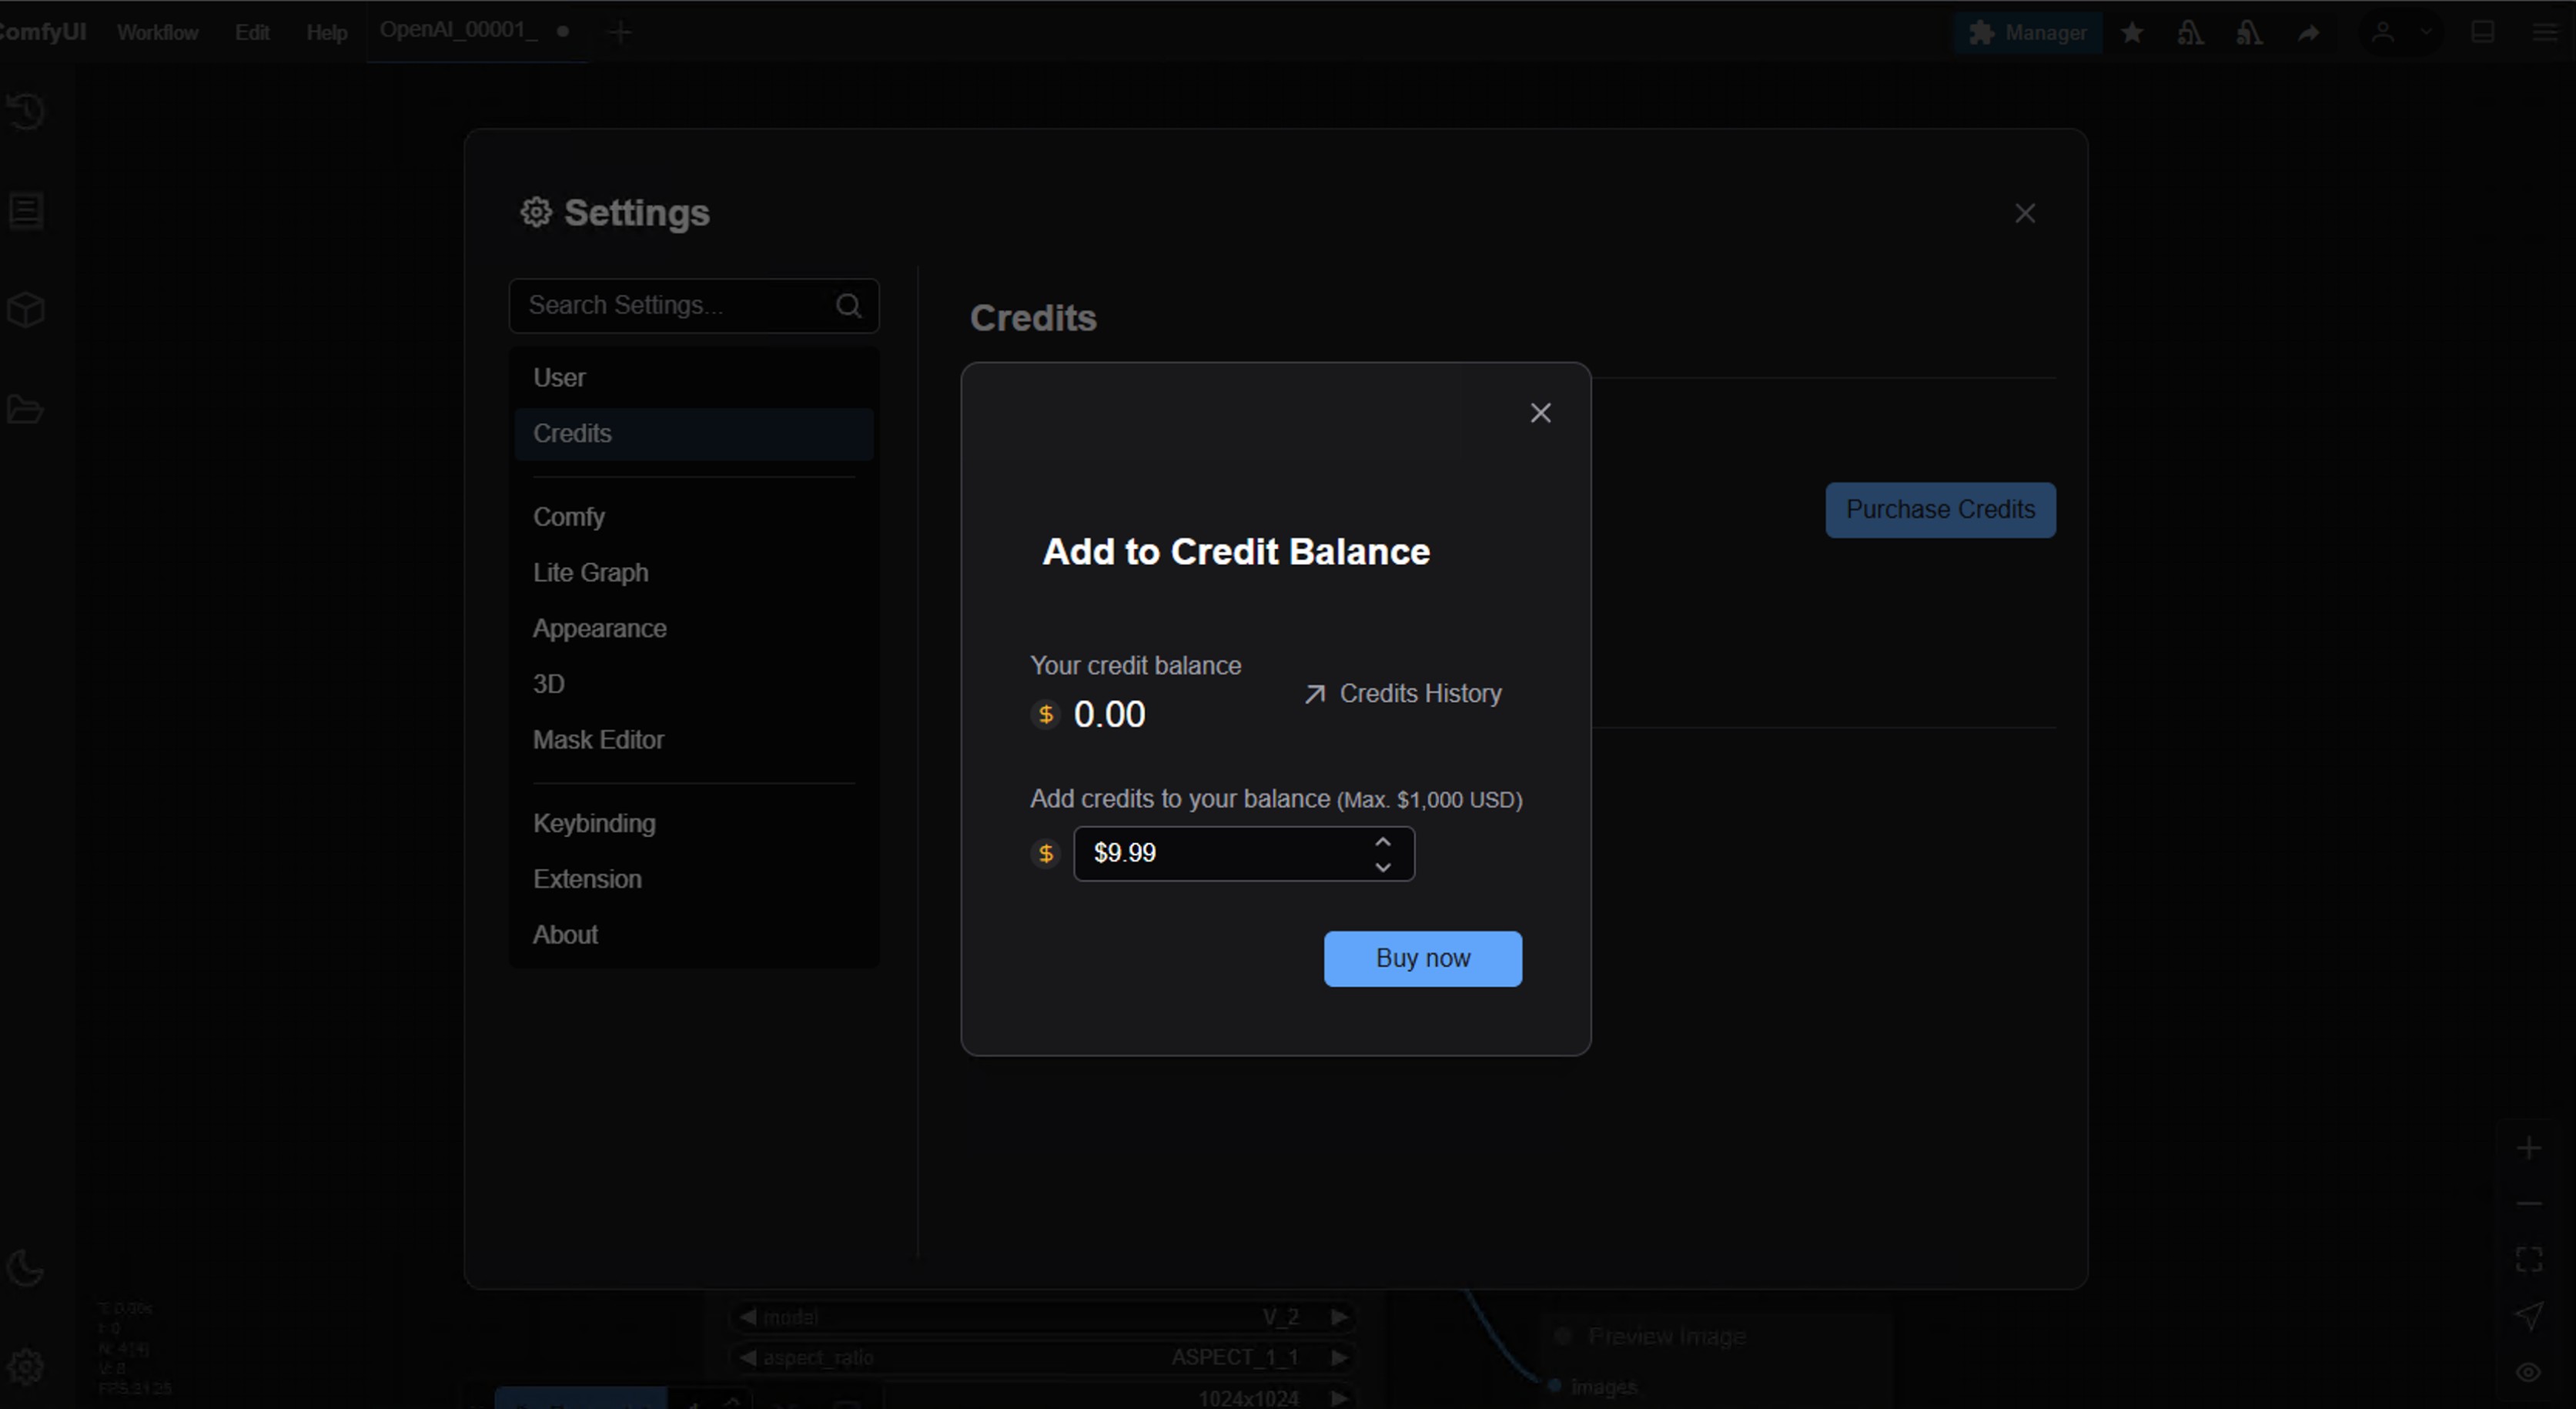 ComfyUI Workflow Edit Help OpenAI_00001_
Manager
Settings
Search Settings...
User
Credits
Comfy
Lite Graph
Appearance
3D
Mask Editor
Keybinding
Extension
About
Credits
Purchase Credits
Add to Credit Balance
Your credit balance
$ 0.00
Credits History
Add credits to your balance (Max. $1,000 USD)
$ $9.99
Buy now
model V_2
aspect_ratio ASPECT_1_1
1024x1024
Preview Image
images